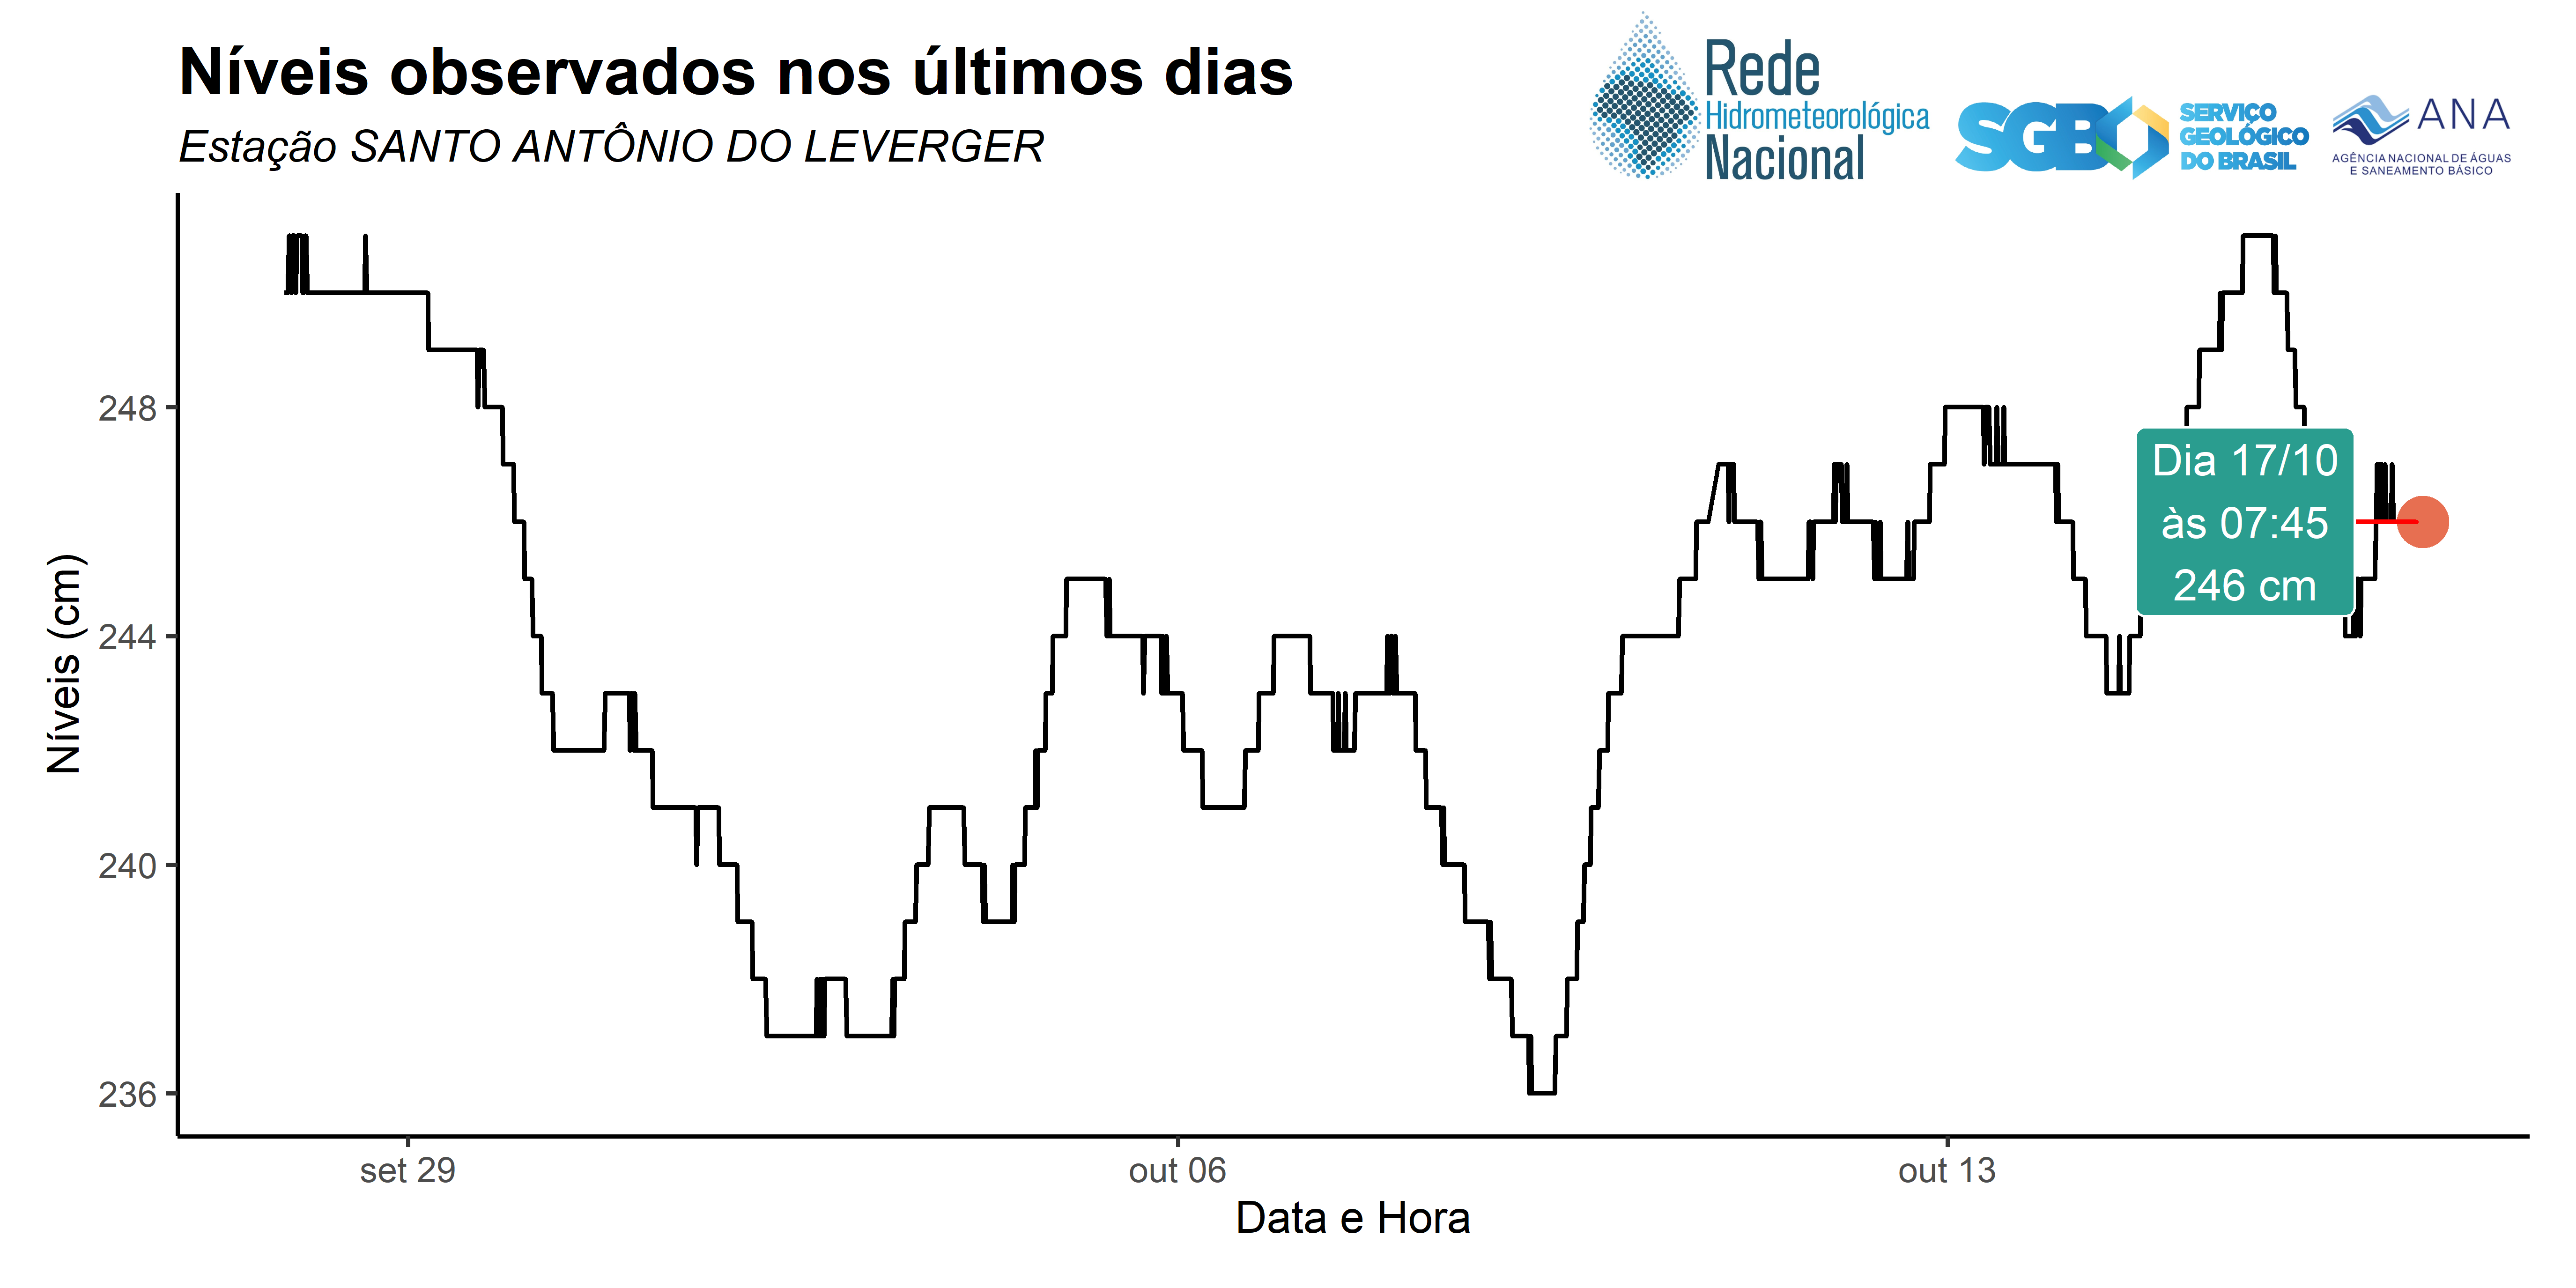 Níveis observados nos últimos dias
Estação SANTO ANTÔNIO DO LEVERGER
Rede
Hidrometeorológica
Nacional
SGB
SERVIÇO
GEOLÓGICO
DO BRASIL
ANA
AGÊNCIA NACIONAL DE ÁGUAS
E SANEAMENTO BÁSICO
Níveis (cm)
248
244
240
236
Dia 17/10
às 07:45
246 cm
set 29
out 06
out 13
Data e Hora